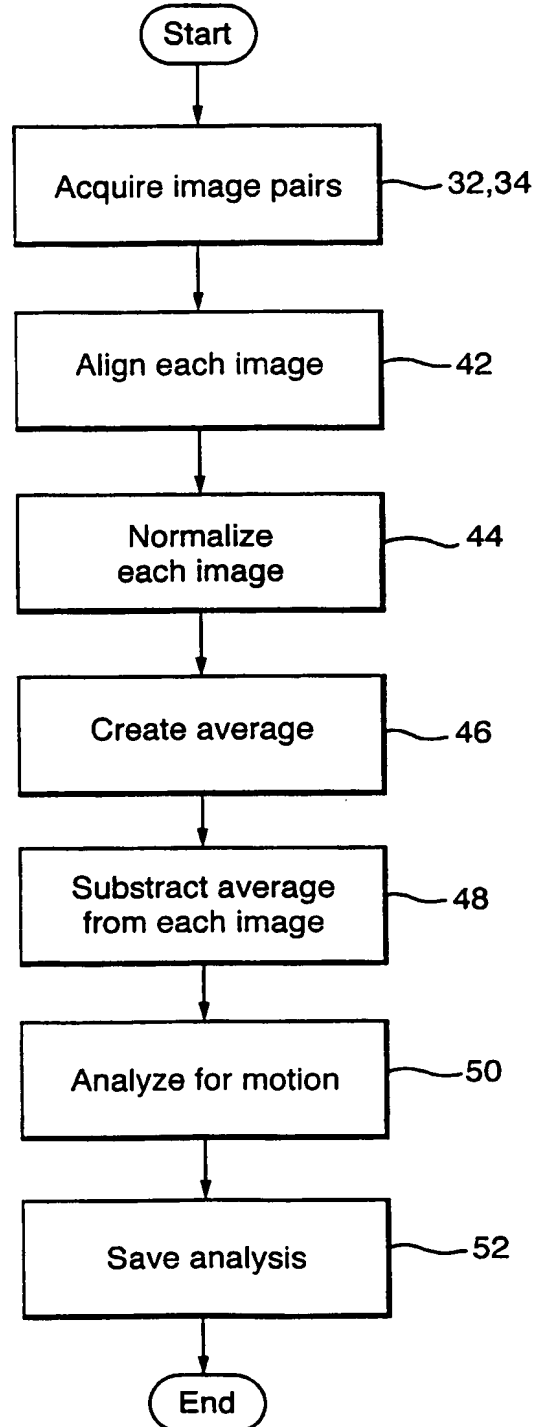 Start
Acquire image pairs
32,34
Align each image
42
Normalize
each image
44
Create average
46
Substract average
from each image
48
Analyze for motion
50
Save analysis
52
End